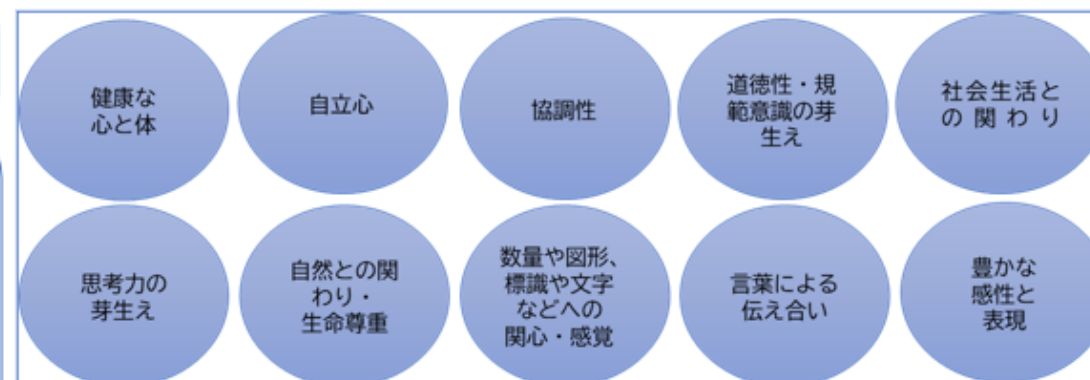 健康な
心と体
自立心
協調性
道徳性・規
範意識の芽
生え
社会生活と
の関わり
思考力の
芽生え
自然との関
わり・
生命尊重
数量や図形、
標識や文字
などへの
関心・感覚
言葉による
伝え合い
豊かな
感性と
表現